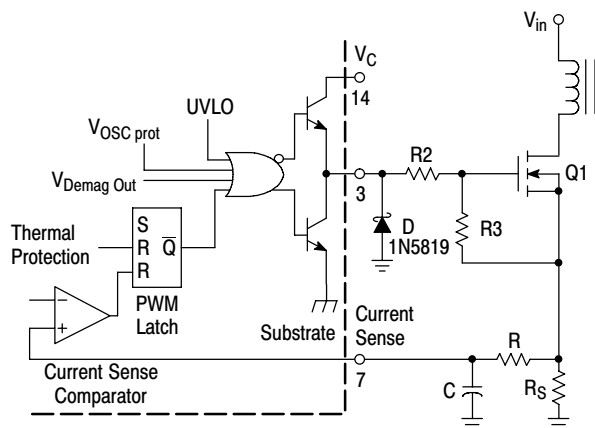 Vin
VC
14
UVLO
VOSC prot
VDemag Out
R2
Q1
3
D
1N5819
R3
Thermal
Protection
S
R
R
Q̅
PWM
Latch
Substrate
Current
Sense
7
−
+
Current Sense
Comparator
R
C
RS